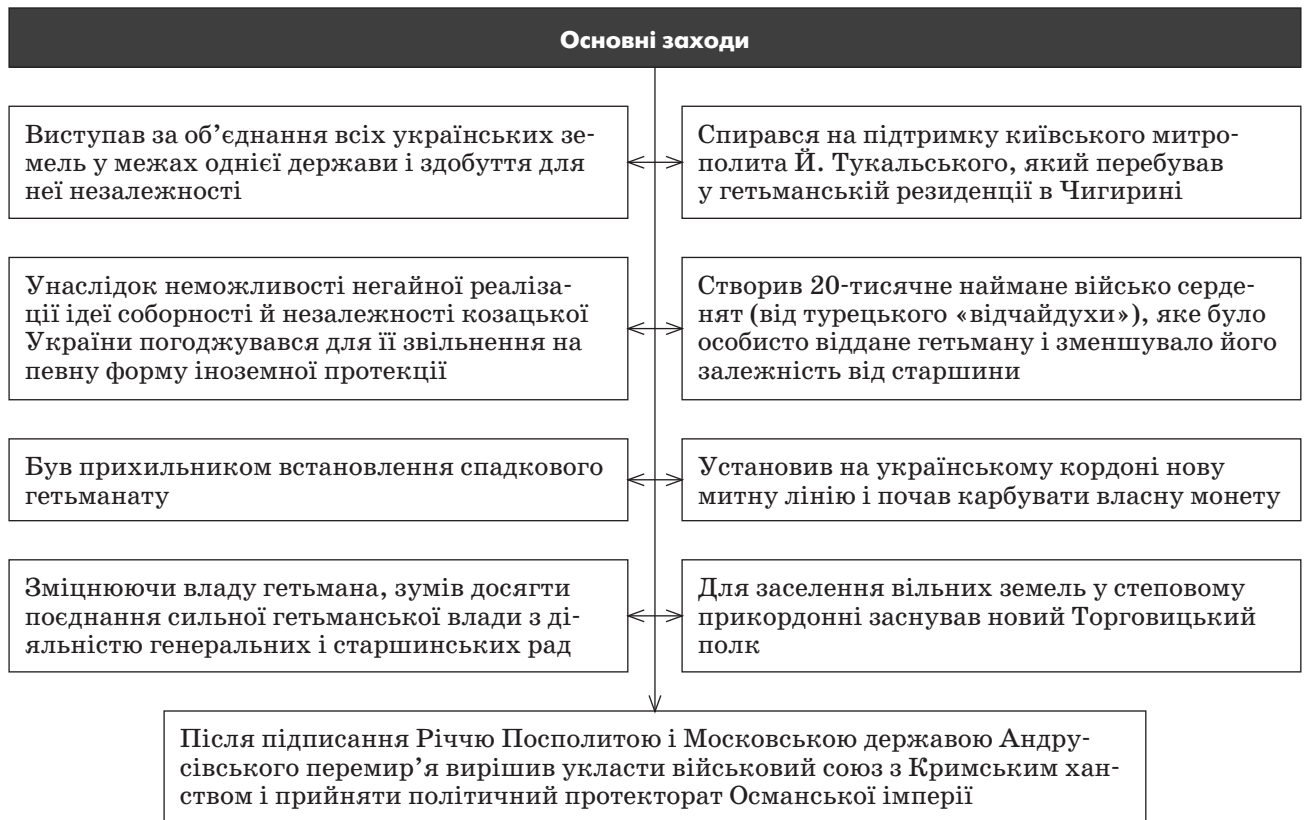 Основні заходи
Виступав за об’єднання всіх українських зе-
мель у межах однієї держави і здобуття для
неї незалежності
Спирався на підтримку київського митро-
полита Й. Тукальського, який перебував
у гетьманській резиденції в Чигирині
Унаслідок неможливості негайної реаліза-
ції ідеї соборності й незалежності козацької
України погоджувався для її звільнення на
певну форму іноземної протекції
Створив 20-тисячне наймане військо серде-
нят (від турецького «відчайдухи»), яке було
особисто віддане гетьману і зменшувало його
залежність від старшини
Був прихильником встановлення спадкового
гетьманату
Установив на українському кордоні нову
митну лінію і почав карбувати власну монету
Зміцнюючи владу гетьмана, зумів досягти
поєднання сильної гетьманської влади з ді-
яльністю генеральних і старшинських рад
Для заселення вільних земель у степовому
прикордонні заснував новий Торговицький
полк
Після підписання Річчю Посполитою і Московською державою Андру-
сівського перемир’я вирішив укласти військовий союз з Кримським хан-
ством і прийняти політичний протекторат Османської імперії